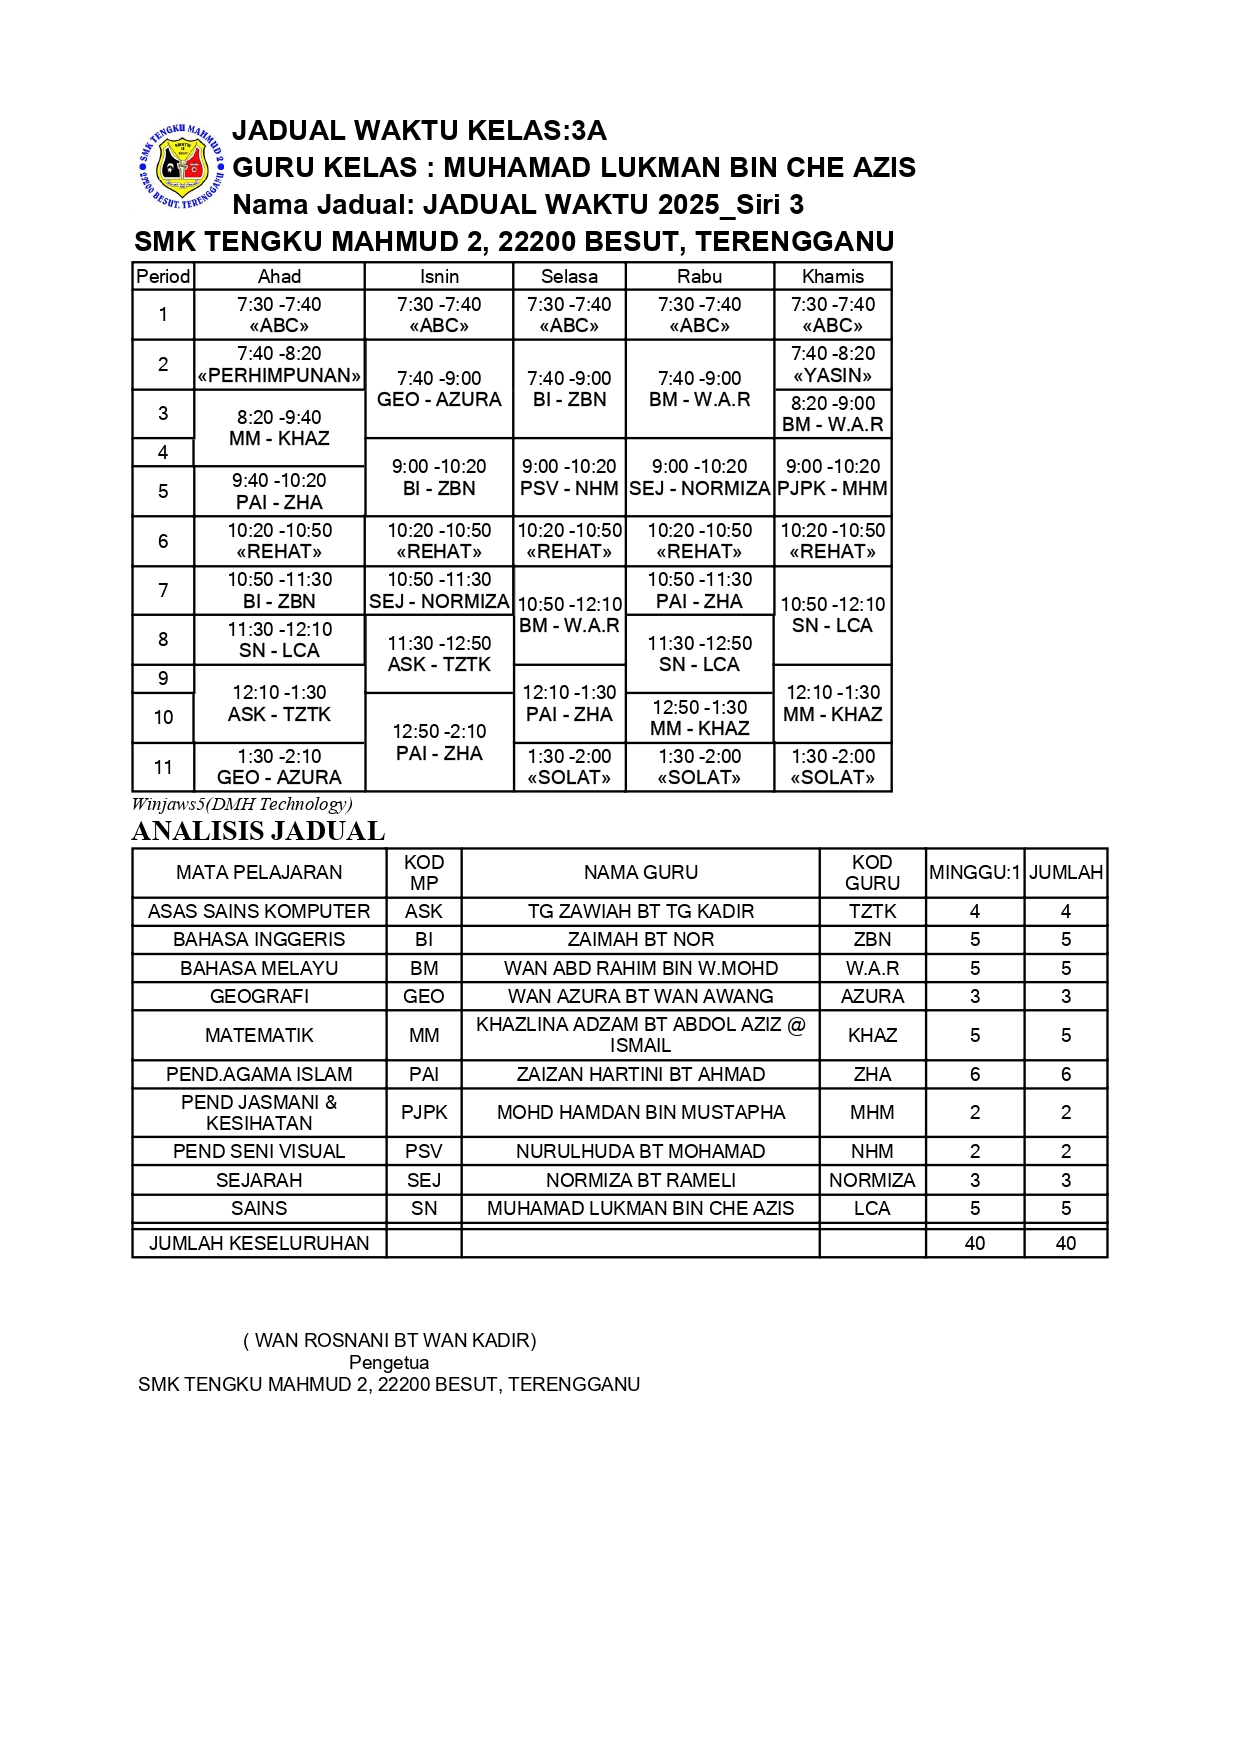 SMK TENGKU MAHMUD 2
22200 BESUT, TERENGGANU
JADUAL WAKTU KELAS:3A
GURU KELAS : MUHAMAD LUKMAN BIN CHE AZIS
Nama Jadual: JADUAL WAKTU 2025_Siri 3
SMK TENGKU MAHMUD 2, 22200 BESUT, TERENGGANU
Period Ahad Isnin Selasa Rabu Khamis
1
7:30 -7:40
«ABC»
7:30 -7:40
«ABC»
7:30 -7:40
«ABC»
7:30 -7:40
«ABC»
7:30 -7:40
«ABC»
2
7:40 -8:20
«PERHIMPUNAN»
7:40 -9:00
GEO - AZURA
7:40 -9:00
BI - ZBN
7:40 -9:00
BM - W.A.R
7:40 -8:20
«YASIN»
3
8:20 -9:40
MM - KHAZ
8:20 -9:00
BM - W.A.R
4
9:00 -10:20
BI - ZBN
9:00 -10:20
PSV - NHM
9:00 -10:20
SEJ - NORMIZA
9:00 -10:20
PJPK - MHM
5
9:40 -10:20
PAI - ZHA
6
10:20 -10:50
«REHAT»
10:20 -10:50
«REHAT»
10:20 -10:50
«REHAT»
10:20 -10:50
«REHAT»
10:20 -10:50
«REHAT»
7
10:50 -11:30
BI - ZBN
10:50 -11:30
SEJ - NORMIZA
10:50 -12:10
BM - W.A.R
10:50 -11:30
PAI - ZHA
10:50 -12:10
SN - LCA
8
11:30 -12:10
SN - LCA
11:30 -12:50
ASK - TZTK
11:30 -12:50
SN - LCA
9
12:10 -1:30
ASK - TZTK
12:10 -1:30
PAI - ZHA
12:10 -1:30
MM - KHAZ
10
12:50 -2:10
PAI - ZHA
12:50 -1:30
MM - KHAZ
11
1:30 -2:10
GEO - AZURA
1:30 -2:00
«SOLAT»
1:30 -2:00
«SOLAT»
1:30 -2:00
«SOLAT»
Winjaws5(DMH Technology)
ANALISIS JADUAL
MATA PELAJARAN KOD MP NAMA GURU KOD GURU MINGGU:1 JUMLAH
ASAS SAINS KOMPUTER ASK TG ZAWIAH BT TG KADIR TZTK 4 4
BAHASA INGGERIS BI ZAIMAH BT NOR ZBN 5 5
BAHASA MELAYU BM WAN ABD RAHIM BIN W.MOHD W.A.R 5 5
GEOGRAFI GEO WAN AZURA BT WAN AWANG AZURA 3 3
MATEMATIK MM KHAZLINA ADZAM BT ABDOL AZIZ @ ISMAIL KHAZ 5 5
PEND.AGAMA ISLAM PAI ZAIZAN HARTINI BT AHMAD ZHA 6 6
PEND JASMANI & KESIHATAN PJPK MOHD HAMDAN BIN MUSTAPHA MHM 2 2
PEND SENI VISUAL PSV NURULHUDA BT MOHAMAD NHM 2 2
SEJARAH SEJ NORMIZA BT RAMELI NORMIZA 3 3
SAINS SN MUHAMAD LUKMAN BIN CHE AZIS LCA 5 5
JUMLAH KESELURUHAN 40 40
( WAN ROSNANI BT WAN KADIR)
Pengetua
SMK TENGKU MAHMUD 2, 22200 BESUT, TERENGGANU